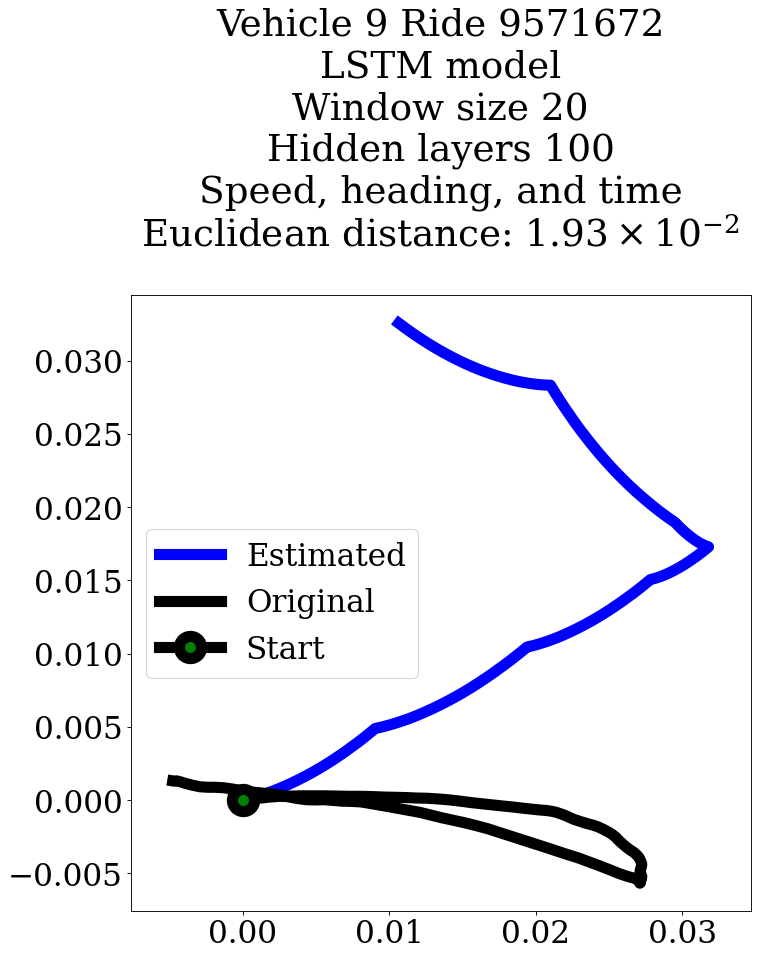 Vehicle 9 Ride 9571672
LSTM model
Window size 20
Hidden layers 100
Speed, heading, and time
Euclidean distance: 1.93 × 10⁻²
0.030
0.025
0.020
0.015
0.010
0.005
0.000
−0.005
Estimated
Original
Start
0.00 0.01 0.02 0.03